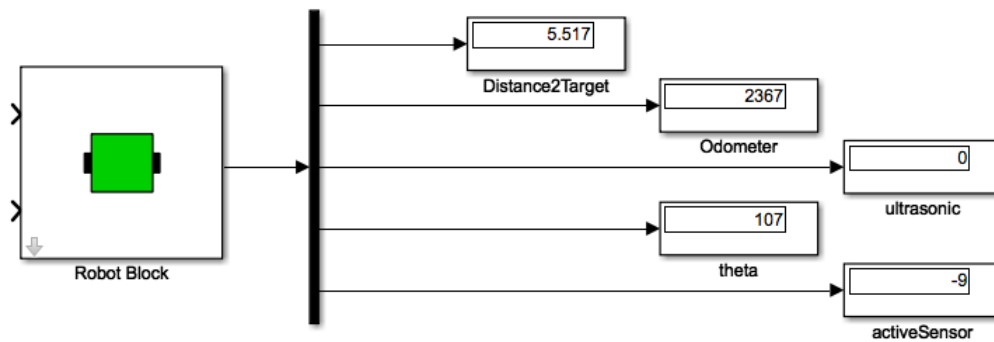 5.517
Distance2Target
2367
Odometer
0
ultrasonic
107
theta
-9
activeSensor
Robot Block